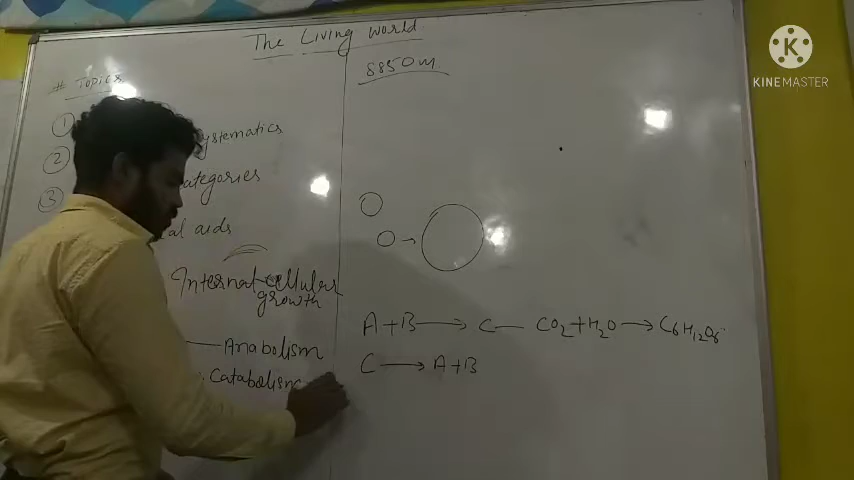 The Living world
# Topics
1
ystematics
2
ategories
3
al aids
Internal cellular
growth
Anabolism
Catabolism
8850m
A+B → C — CO2+H2O → C6H12O6
C → A+B
K
KINEMASTER